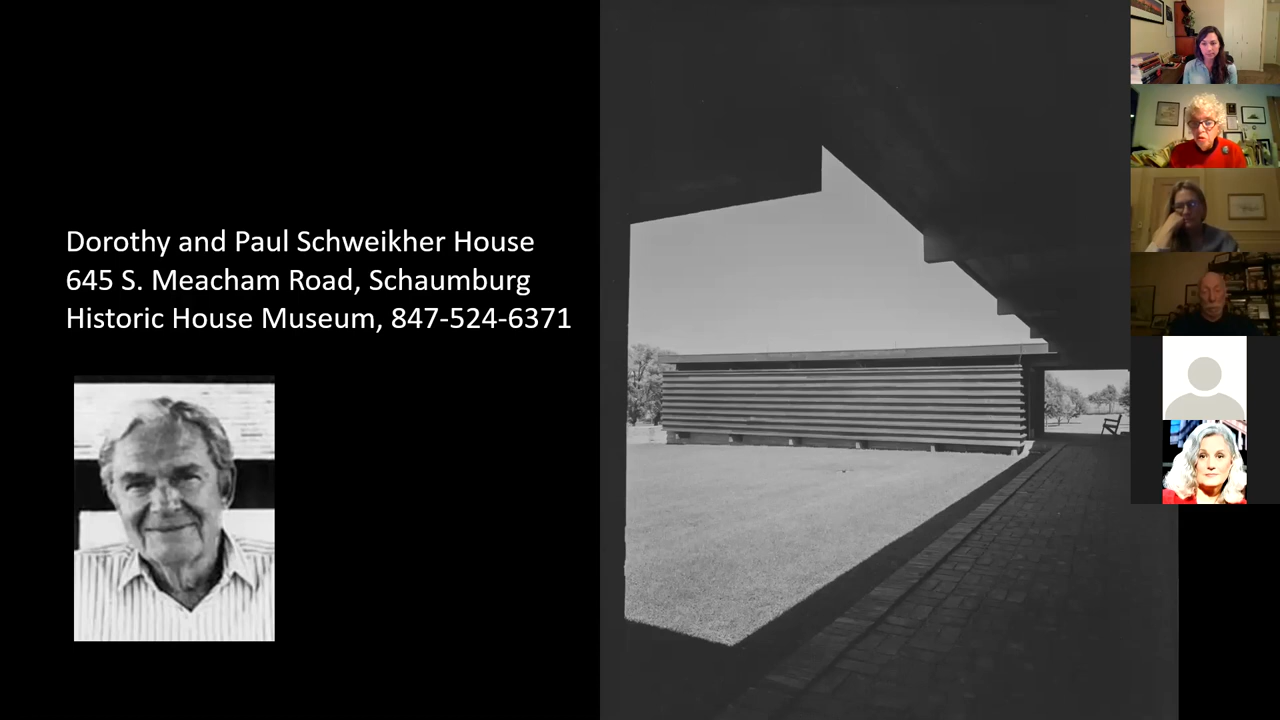 Dorothy and Paul Schweikher House
645 S. Meacham Road, Schaumburg
Historic House Museum, 847-524-6371